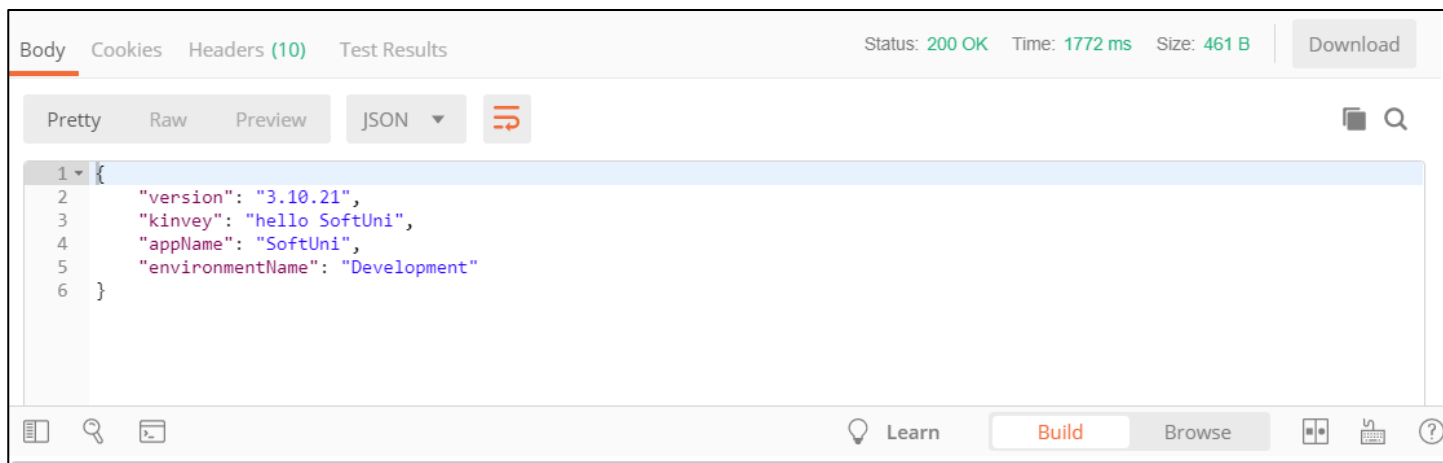 Body Cookies Headers (10) Test Results Status: 200 OK Time: 1772 ms Size: 461 B Download
Pretty Raw Preview JSON
1 {
2 "version": "3.10.21",
3 "kinvey": "hello SoftUni",
4 "appName": "SoftUni",
5 "environmentName": "Development"
6 }
Learn Build Browse